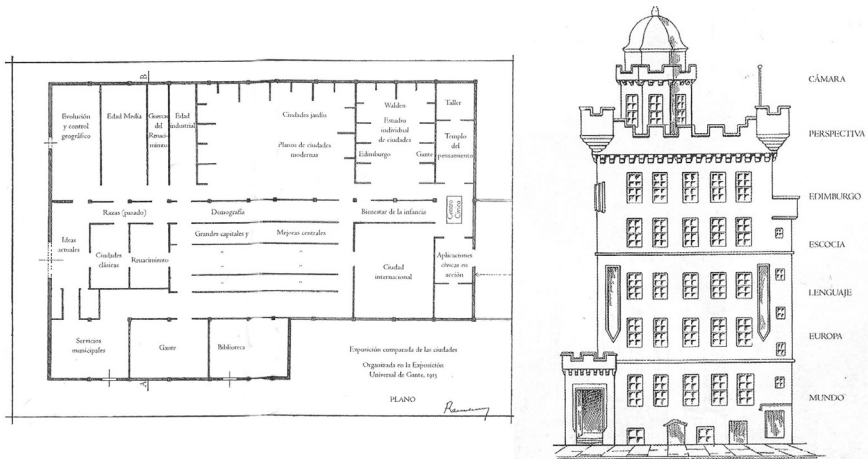 Evolución
y control
geográfico
Edad Media
Guerras
del
Renaci-
miento
Edad
industrial
Ciudades jardín
Planos de ciudades
modernas
Walden
Estudio
individual
de ciudades
Edimburgo
Gante
Taller
Templo
del
pensamiento
Razas (pasado)
Demografía
Bienestar de la infancia
Centro
Cívico
Ideas
actuales
Ciudades
clásicas
Renacimiento
Grandes capitales y
Mejoras centrales
Ciudad
internacional
Aplicaciones
cívicas en
acción
Servicios
municipales
Gante
Biblioteca
Exposición comparada de las ciudades
Organizada en la Exposición
Universal de Gante, 1913
PLANO
B
A
CÁMARA
PERSPECTIVA
EDIMBURGO
ESCOCIA
LENGUAJE
EUROPA
MUNDO